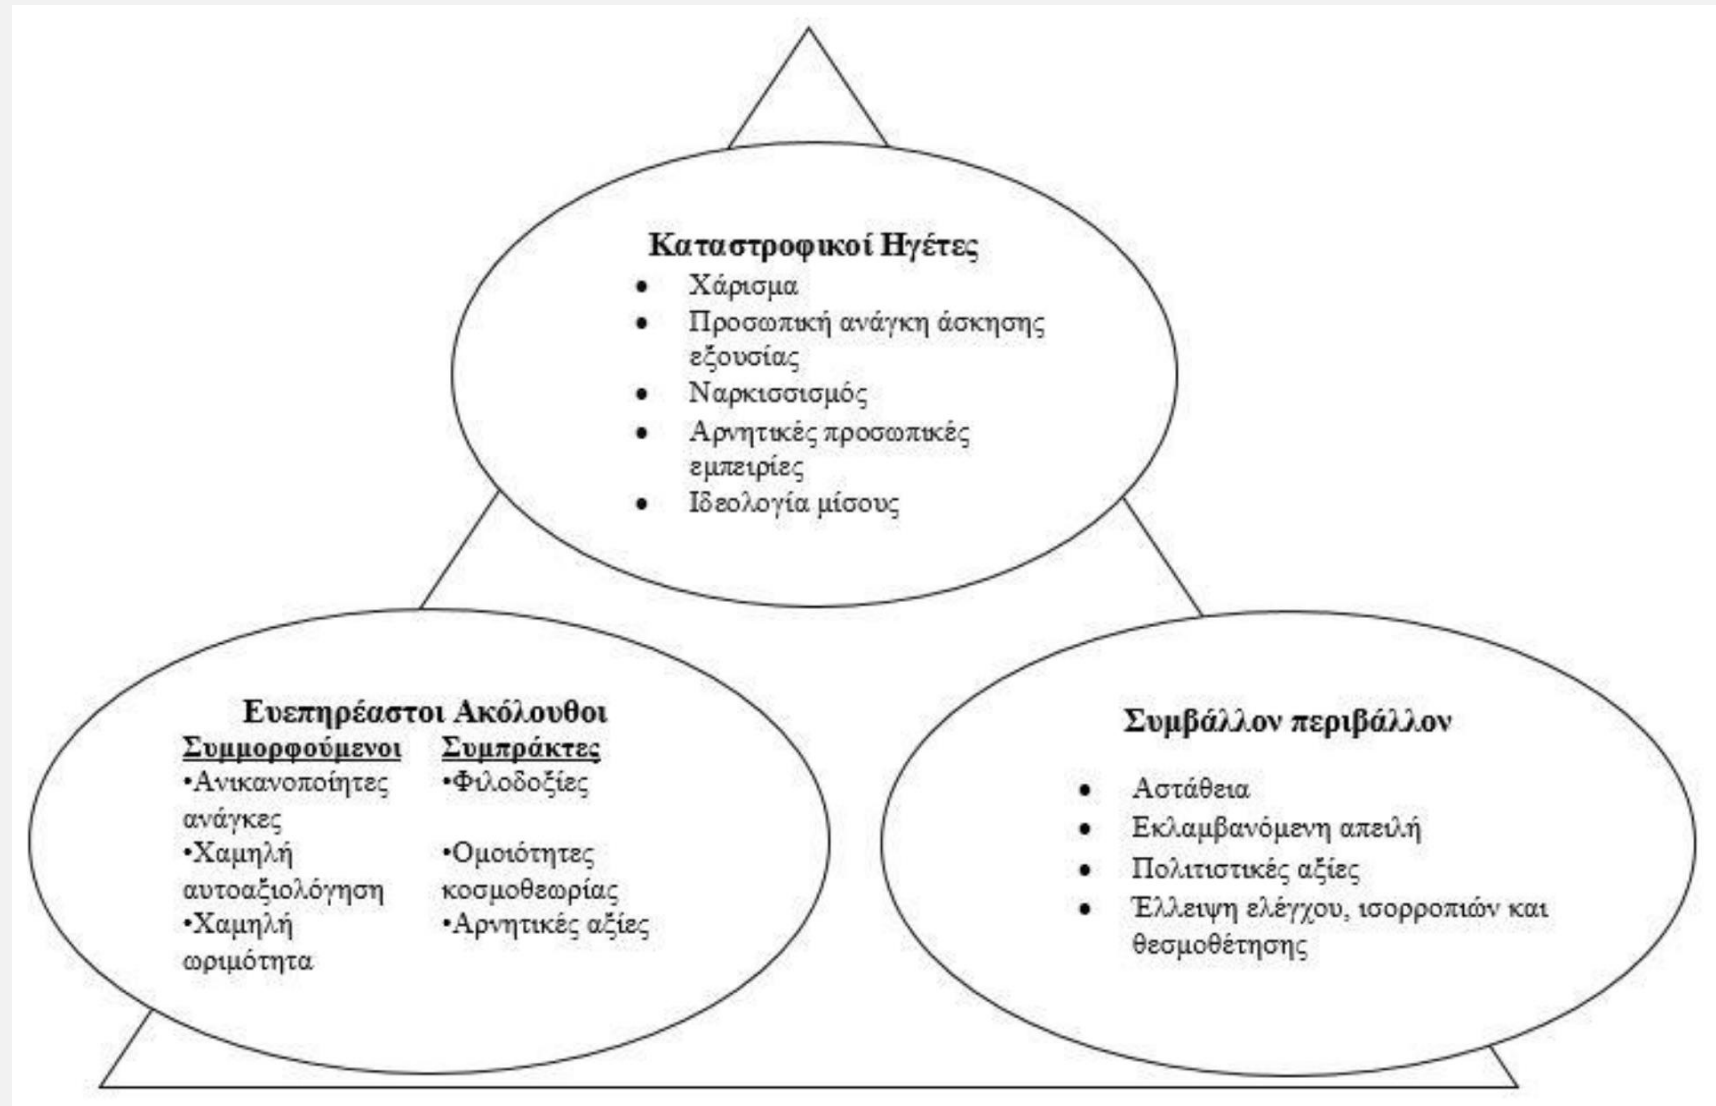 Καταστροφικοί Ηγέτες
● Χάρισμα
● Προσωπική ανάγκη άσκησης
εξουσίας
● Ναρκισσισμός
● Αρνητικές προσωπικές
εμπειρίες
● Ιδεολογία μίσους
Ευεπηρέαστοι Ακόλουθοι
Συμμορφούμενοι Συμπράκτες
•Ανικανοποίητες •Φιλοδοξίες
ανάγκες
•Χαμηλή •Ομοιότητες
αυτοαξιολόγηση κοσμοθεωρίας
•Χαμηλή •Αρνητικές αξίες
ωριμότητα
Συμβάλλον περιβάλλον
● Αστάθεια
● Εκλαμβανόμενη απειλή
● Πολιτιστικές αξίες
● Έλλειψη ελέγχου, ισορροπιών και
θεσμοθέτησης